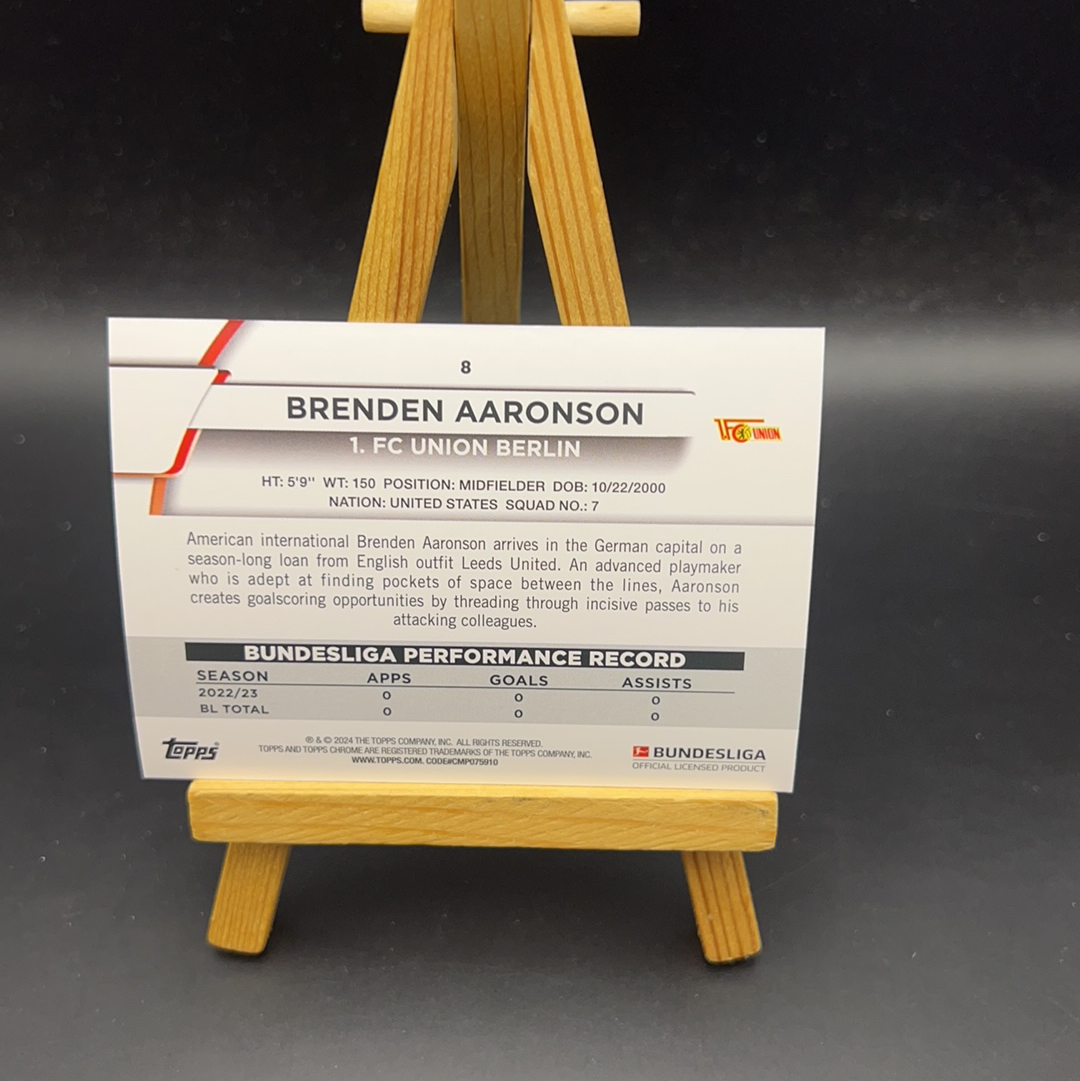 8
BRENDEN AARONSON
1. FC UNION BERLIN
1.FC UNION
HT: 5'9'' WT: 150 POSITION: MIDFIELDER DOB: 10/22/2000
NATION: UNITED STATES SQUAD NO.: 7
American international Brenden Aaronson arrives in the German capital on a
season-long loan from English outfit Leeds United. An advanced playmaker
who is adept at finding pockets of space between the lines, Aaronson
creates goalscoring opportunities by threading through incisive passes to his
attacking colleagues.
BUNDESLIGA PERFORMANCE RECORD
SEASON APPS GOALS ASSISTS
2022/23 0 0 0
BL TOTAL 0 0 0
Topps®
® & © 2024 THE TOPPS COMPANY, INC. ALL RIGHTS RESERVED.
TOPPS AND TOPPS CHROME ARE REGISTERED TRADEMARKS OF THE TOPPS COMPANY, INC.
WWW.TOPPS.COM. CODE#CMP075910
BUNDESLIGA
OFFICIAL LICENSED PRODUCT